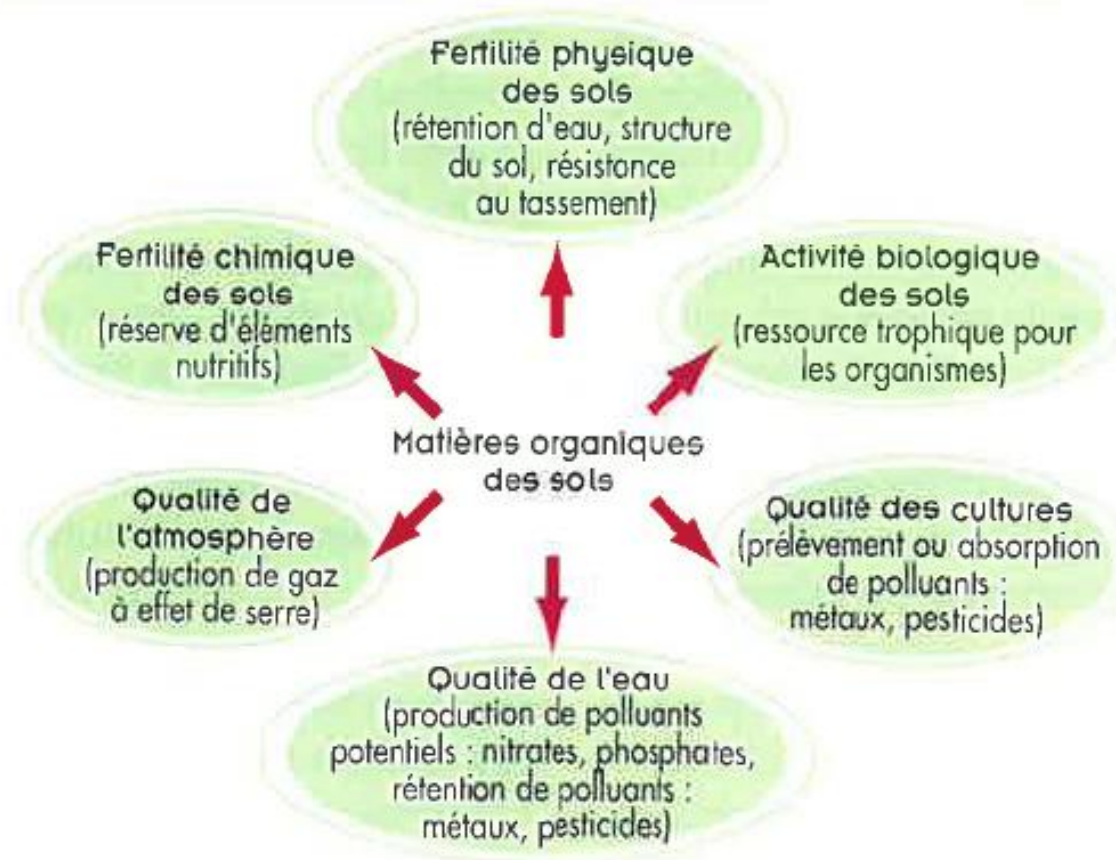 Fertilité physique
des sols
(rétention d'eau, structure
du sol, résistance
au tassement)
Fertilité chimique
des sols
(réserve d'éléments
nutritifs)
Activité biologique
des sols
(ressource trophique pour
les organismes)
Matières organiques
des sols
Qualité de
l'atmosphère
(production de gaz
à effet de serre)
Qualité des cultures
(prélèvement ou absorption
de polluants :
métaux, pesticides)
Qualité de l'eau
(production de polluants
potentiels : nitrates, phosphates,
rétention de polluants :
métaux, pesticides)